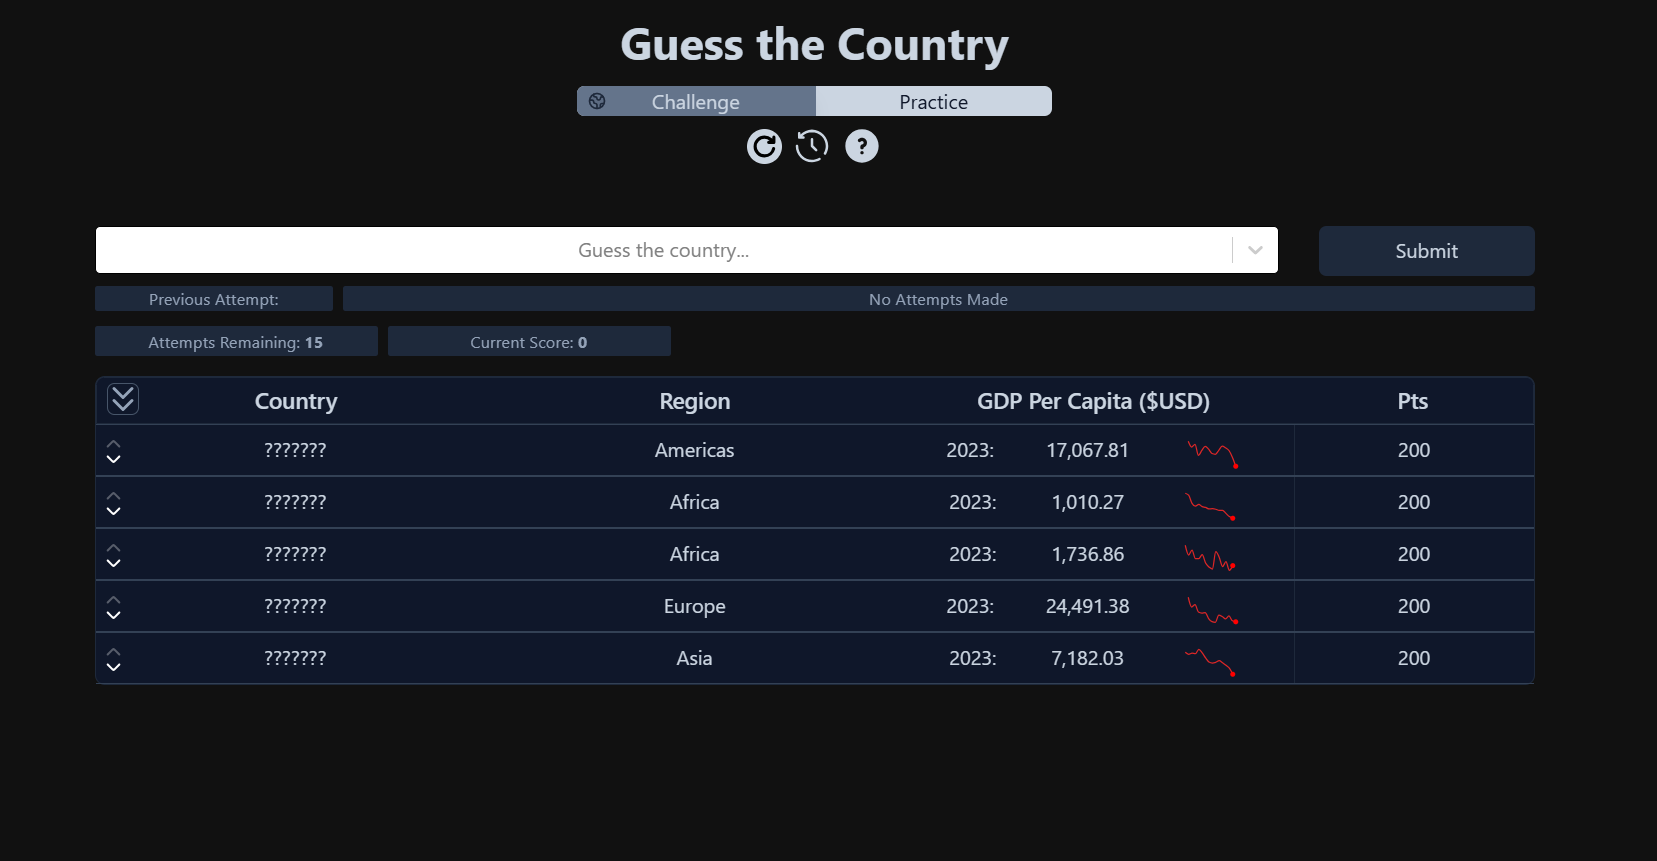 Guess the Country
Challenge Practice
?
Guess the country... Submit
Previous Attempt: No Attempts Made
Attempts Remaining: 15 Current Score: 0
Country Region GDP Per Capita ($USD) Pts
??????? Americas 2023: 17,067.81 200
??????? Africa 2023: 1,010.27 200
??????? Africa 2023: 1,736.86 200
??????? Europe 2023: 24,491.38 200
??????? Asia 2023: 7,182.03 200